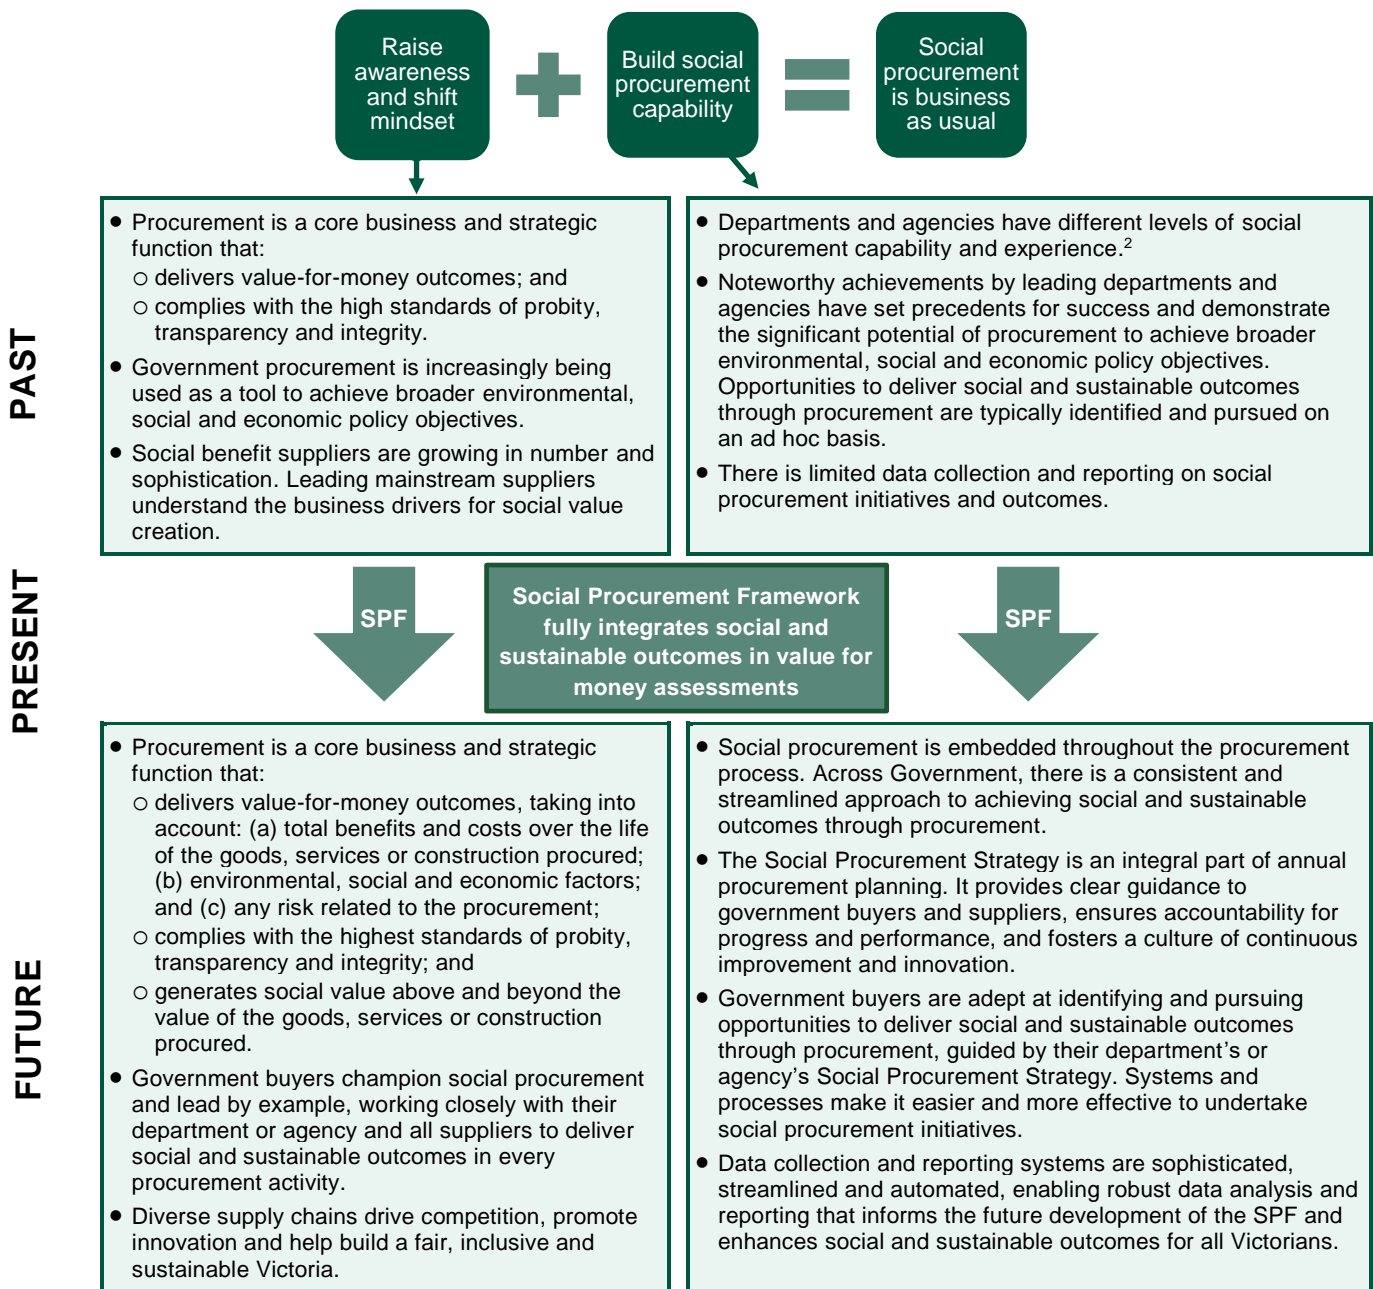 Raise
awareness
and shift
mindset
Build social
procurement
capability
Social
procurement
is business
as usual
PAST
• Procurement is a core business and strategic
function that:
○ delivers value-for-money outcomes; and
○ complies with the high standards of probity,
transparency and integrity.
• Government procurement is increasingly being
used as a tool to achieve broader environmental,
social and economic policy objectives.
• Social benefit suppliers are growing in number and
sophistication. Leading mainstream suppliers
understand the business drivers for social value
creation.
• Departments and agencies have different levels of social
procurement capability and experience.²
• Noteworthy achievements by leading departments and
agencies have set precedents for success and demonstrate
the significant potential of procurement to achieve broader
environmental, social and economic policy objectives.
Opportunities to deliver social and sustainable outcomes
through procurement are typically identified and pursued on
an ad hoc basis.
• There is limited data collection and reporting on social
procurement initiatives and outcomes.
PRESENT
SPF
Social Procurement Framework
fully integrates social and
sustainable outcomes in value for
money assessments
SPF
FUTURE
• Procurement is a core business and strategic
function that:
○ delivers value-for-money outcomes, taking into
account: (a) total benefits and costs over the life
of the goods, services or construction procured;
(b) environmental, social and economic factors;
and (c) any risk related to the procurement;
○ complies with the highest standards of probity,
transparency and integrity; and
○ generates social value above and beyond the
value of the goods, services or construction
procured.
• Government buyers champion social procurement
and lead by example, working closely with their
department or agency and all suppliers to deliver
social and sustainable outcomes in every
procurement activity.
• Diverse supply chains drive competition, promote
innovation and help build a fair, inclusive and
sustainable Victoria.
• Social procurement is embedded throughout the procurement
process. Across Government, there is a consistent and
streamlined approach to achieving social and sustainable
outcomes through procurement.
• The Social Procurement Strategy is an integral part of annual
procurement planning. It provides clear guidance to
government buyers and suppliers, ensures accountability for
progress and performance, and fosters a culture of continuous
improvement and innovation.
• Government buyers are adept at identifying and pursuing
opportunities to deliver social and sustainable outcomes
through procurement, guided by their department’s or
agency’s Social Procurement Strategy. Systems and
processes make it easier and more effective to undertake
social procurement initiatives.
• Data collection and reporting systems are sophisticated,
streamlined and automated, enabling robust data analysis and
reporting that informs the future development of the SPF and
enhances social and sustainable outcomes for all Victorians.